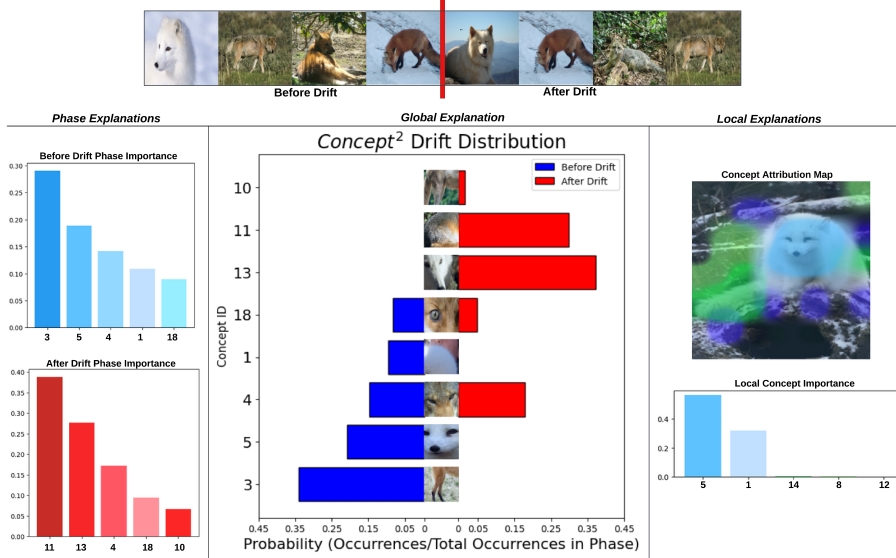 Before Drift
After Drift
Phase Explanations
Global Explanation
Local Explanations
Before Drift Phase Importance
0.30
0.25
0.20
0.15
0.10
0.05
0.00
3 5 4 1 18
After Drift Phase Importance
0.40
0.35
0.30
0.25
0.20
0.15
0.10
0.05
0.00
11 13 4 18 10
Concept² Drift Distribution
Before Drift
After Drift
Concept ID
10
11
13
18
1
4
5
3
0.45 0.35 0.25 0.15 0.05 0 0 0.05 0.15 0.25 0.35 0.45
Probability (Occurrences/Total Occurrences in Phase)
Concept Attribution Map
Local Concept Importance
0.4
0.2
0.0
5 1 14 8 12